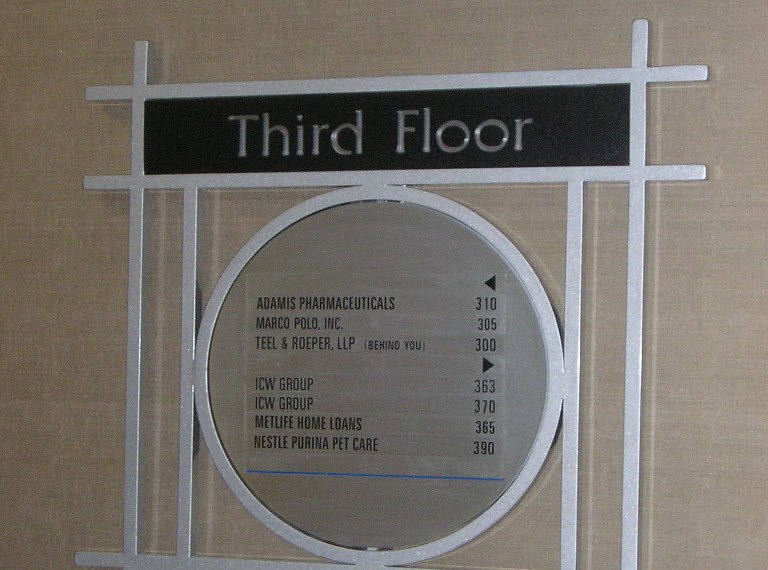 Third Floor
◀
ADAMIS PHARMACEUTICALS 310
MARCO POLO, INC. 305
TEEL & ROEPER, LLP (BEHIND YOU) 300
▶
ICW GROUP 363
ICW GROUP 370
METLIFE HOME LOANS 365
NESTLE PURINA PET CARE 390